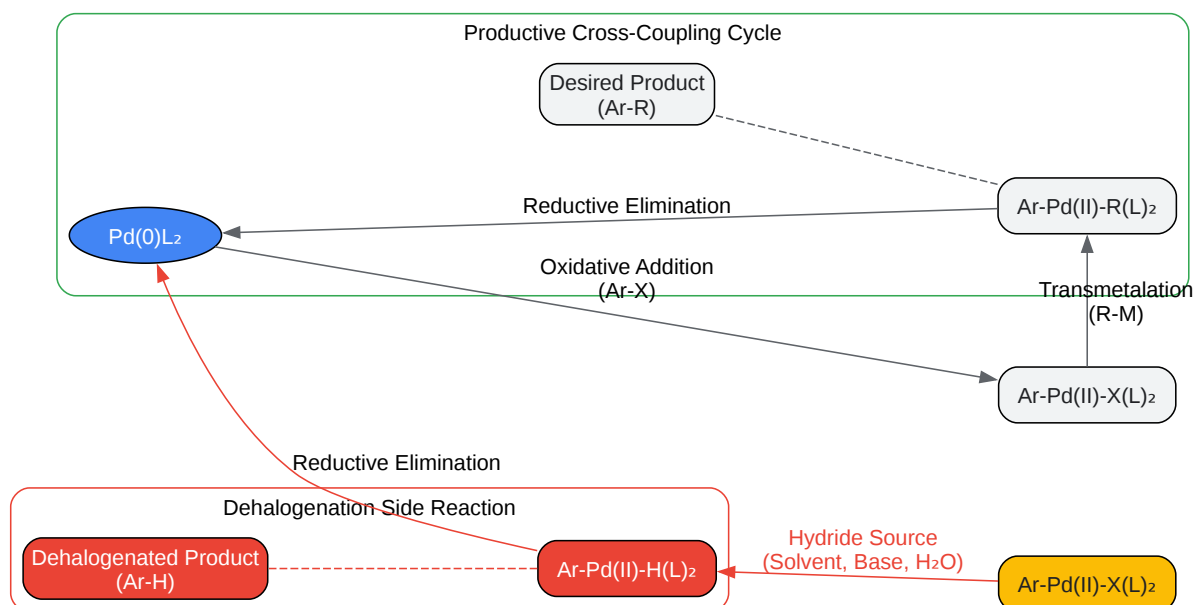 Productive Cross-Coupling Cycle
Desired Product
(Ar-R)
Ar-Pd(II)-R(L)₂
Reductive Elimination
Pd(0)L₂
Oxidative Addition
(Ar-X)
Transmetalation
(R-M)
Ar-Pd(II)-X(L)₂
Reductive Elimination
Dehalogenation Side Reaction
Dehalogenated Product
(Ar-H)
Ar-Pd(II)-H(L)₂
Hydride Source
(Solvent, Base, H₂O)
Ar-Pd(II)-X(L)₂